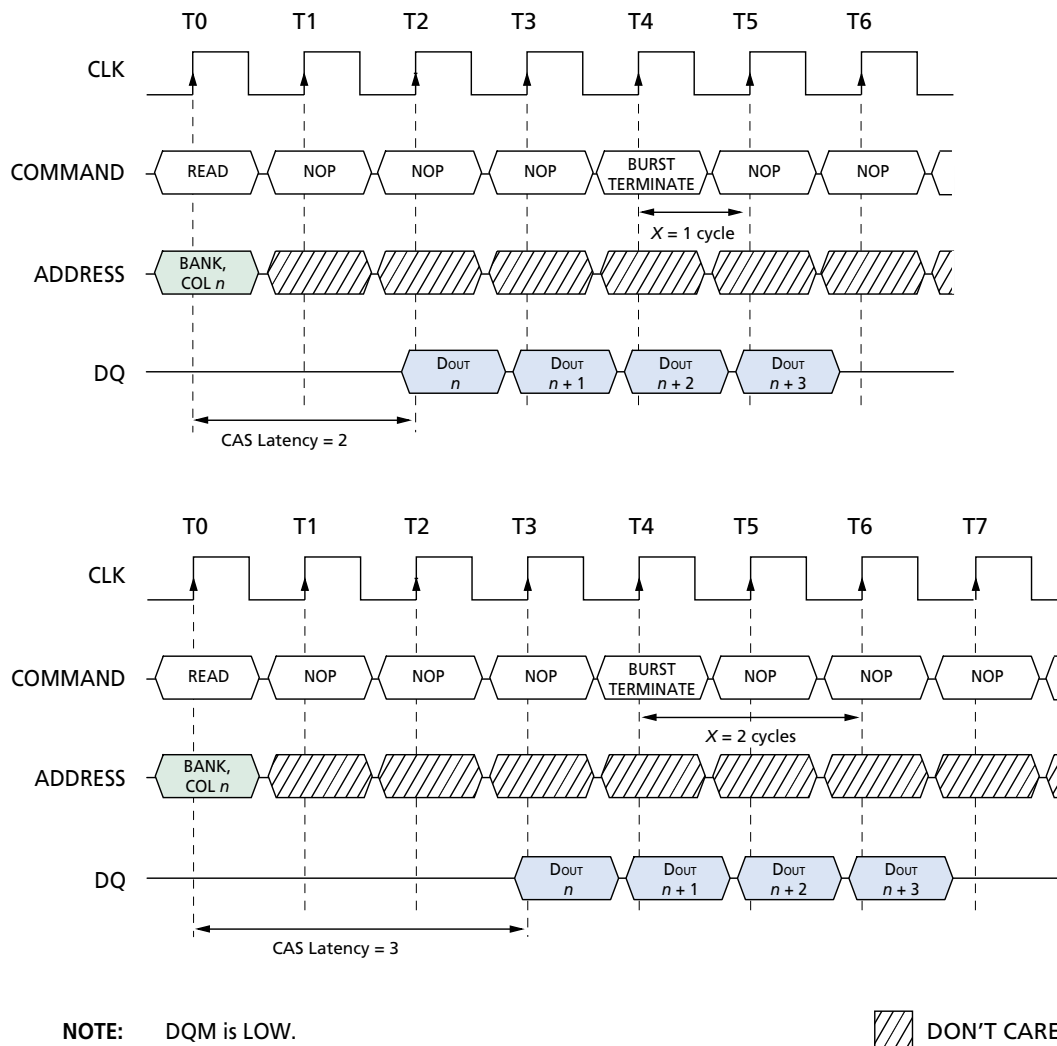 T0 T1 T2 T3 T4 T5 T6
CLK
COMMAND READ NOP NOP NOP BURST TERMINATE NOP NOP
X = 1 cycle
ADDRESS BANK, COL n
DQ DOUT n DOUT n + 1 DOUT n + 2 DOUT n + 3
CAS Latency = 2
T0 T1 T2 T3 T4 T5 T6 T7
CLK
COMMAND READ NOP NOP NOP BURST TERMINATE NOP NOP NOP
X = 2 cycles
ADDRESS BANK, COL n
DQ DOUT n DOUT n + 1 DOUT n + 2 DOUT n + 3
CAS Latency = 3
NOTE: DQM is LOW.
DON'T CARE